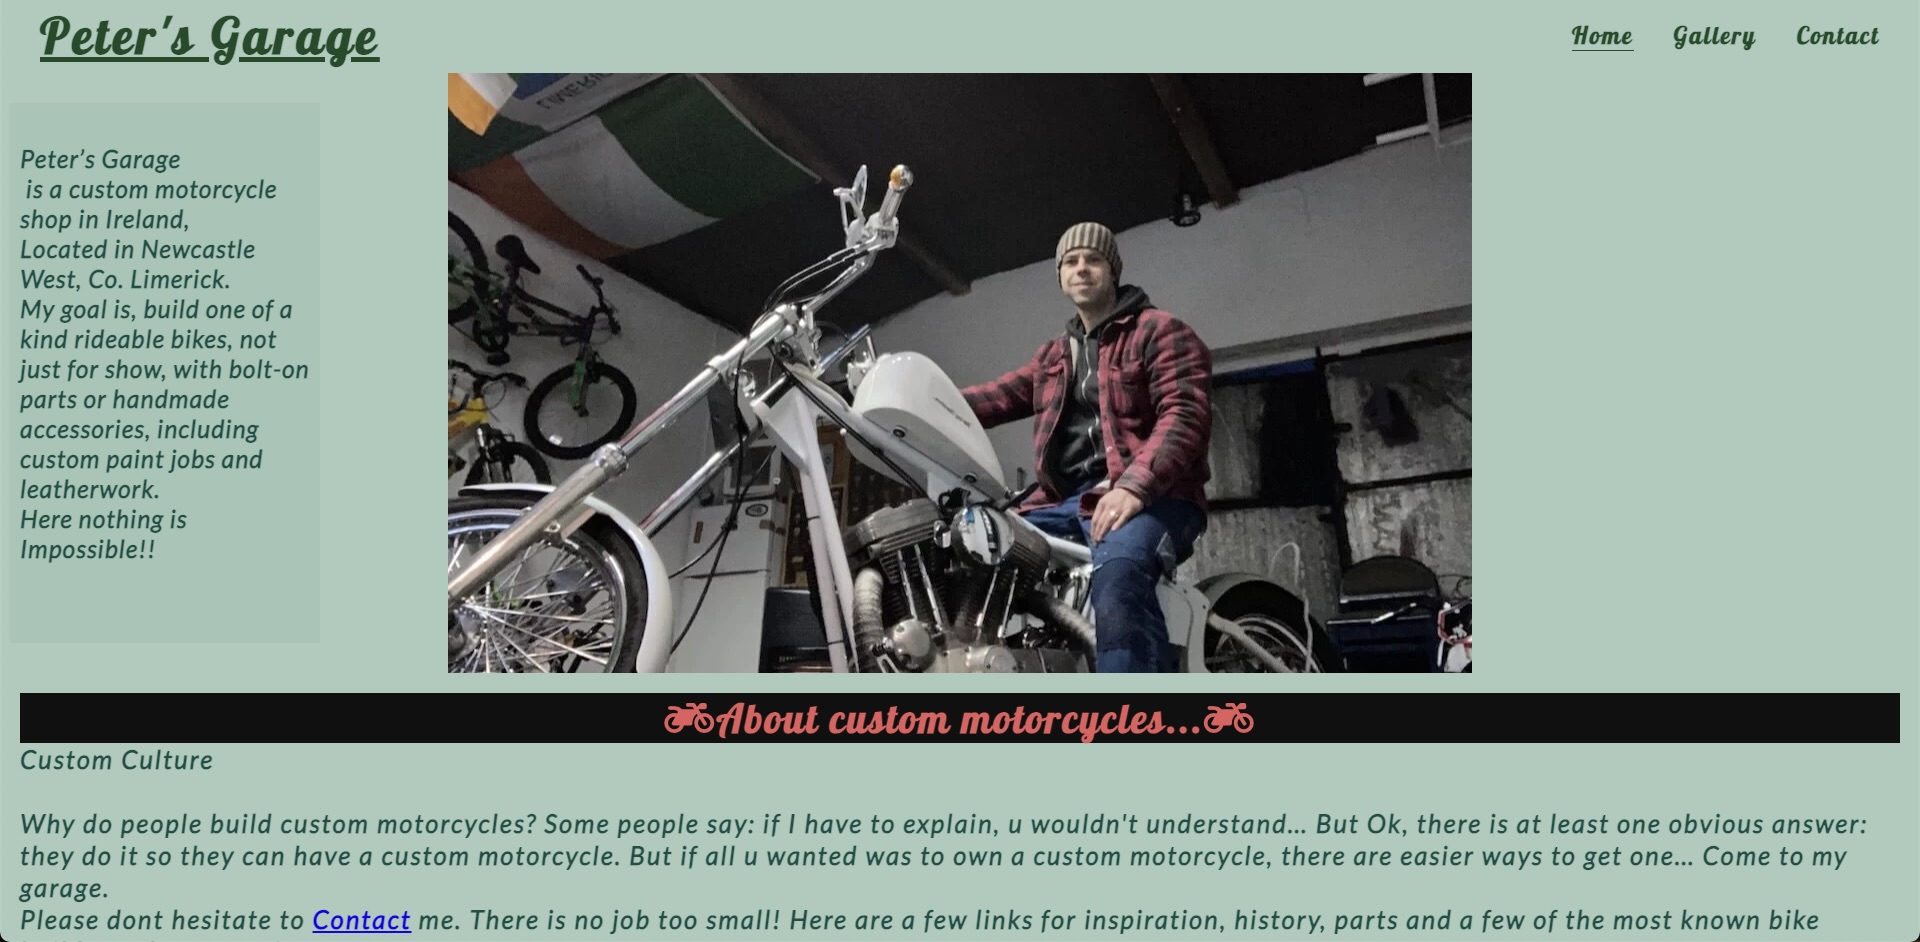 Peter's Garage
Home Gallery Contact
Peter’s Garage
is a custom motorcycle
shop in Ireland,
Located in Newcastle
West, Co. Limerick.
My goal is, build one of a
kind rideable bikes, not
just for show, with bolt-on
parts or handmade
accessories, including
custom paint jobs and
leatherwork.
Here nothing is
Impossible!!
About custom motorcycles...
Custom Culture
Why do people build custom motorcycles? Some people say: if I have to explain, u wouldn't understand... But Ok, there is at least one obvious answer:
they do it so they can have a custom motorcycle. But if all u wanted was to own a custom motorcycle, there are easier ways to get one... Come to my
garage.
Please dont hesitate to Contact me. There is no job too small! Here are a few links for inspiration, history, parts and a few of the most known bike